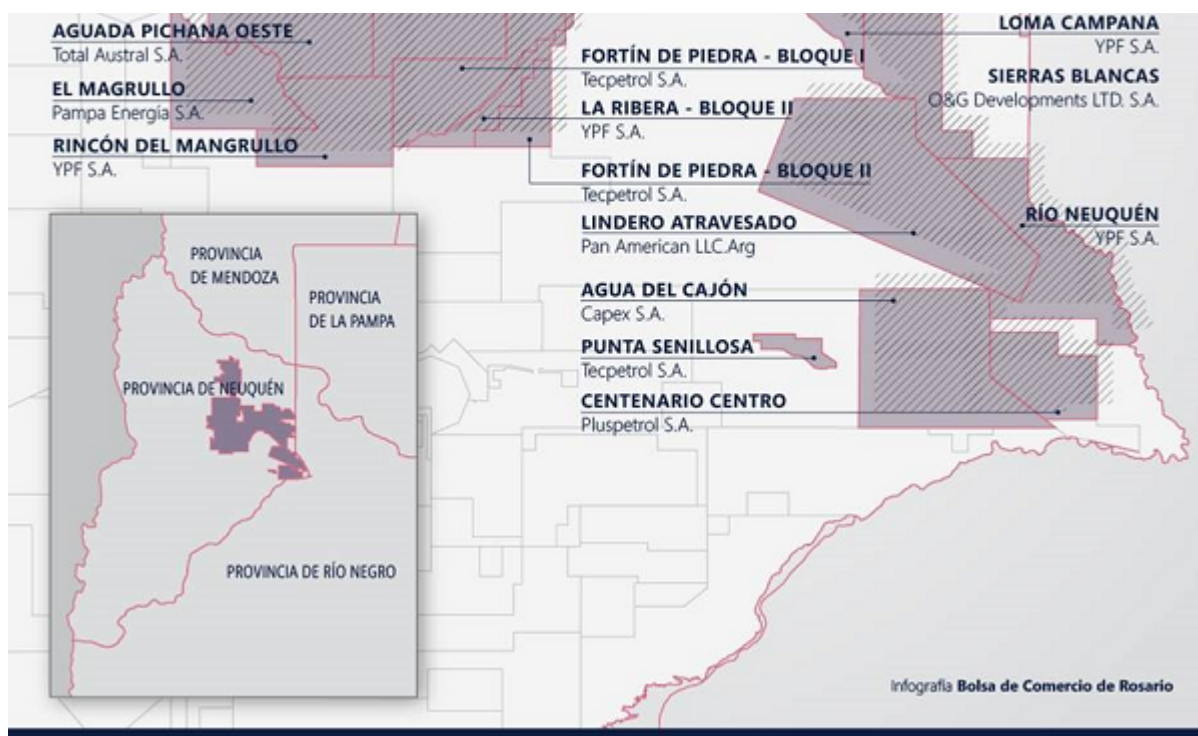 AGUADA PICHANA OESTE
Total Austral S.A.
EL MAGRULLO
Pampa Energía S.A.
RINCÓN DEL MANGRULLO
YPF S.A.
FORTÍN DE PIEDRA - BLOQUE I
Tecpetrol S.A.
LA RIBERA - BLOQUE II
YPF S.A.
FORTÍN DE PIEDRA - BLOQUE II
Tecpetrol S.A.
LINDERO ATRAVESADO
Pan American LLC.Arg
AGUA DEL CAJÓN
Capex S.A.
PUNTA SENILLOSA
Tecpetrol S.A.
CENTENARIO CENTRO
Pluspetrol S.A.
LOMA CAMPANA
YPF S.A.
SIERRAS BLANCAS
O&G Developments LTD. S.A.
RÍO NEUQUÉN
YPF S.A.
PROVINCIA
DE MENDOZA
PROVINCIA
DE LA PAMPA
PROVINCIA DE NEUQUÉN
PROVINCIA DE RÍO NEGRO
Infografía Bolsa de Comercio de Rosario